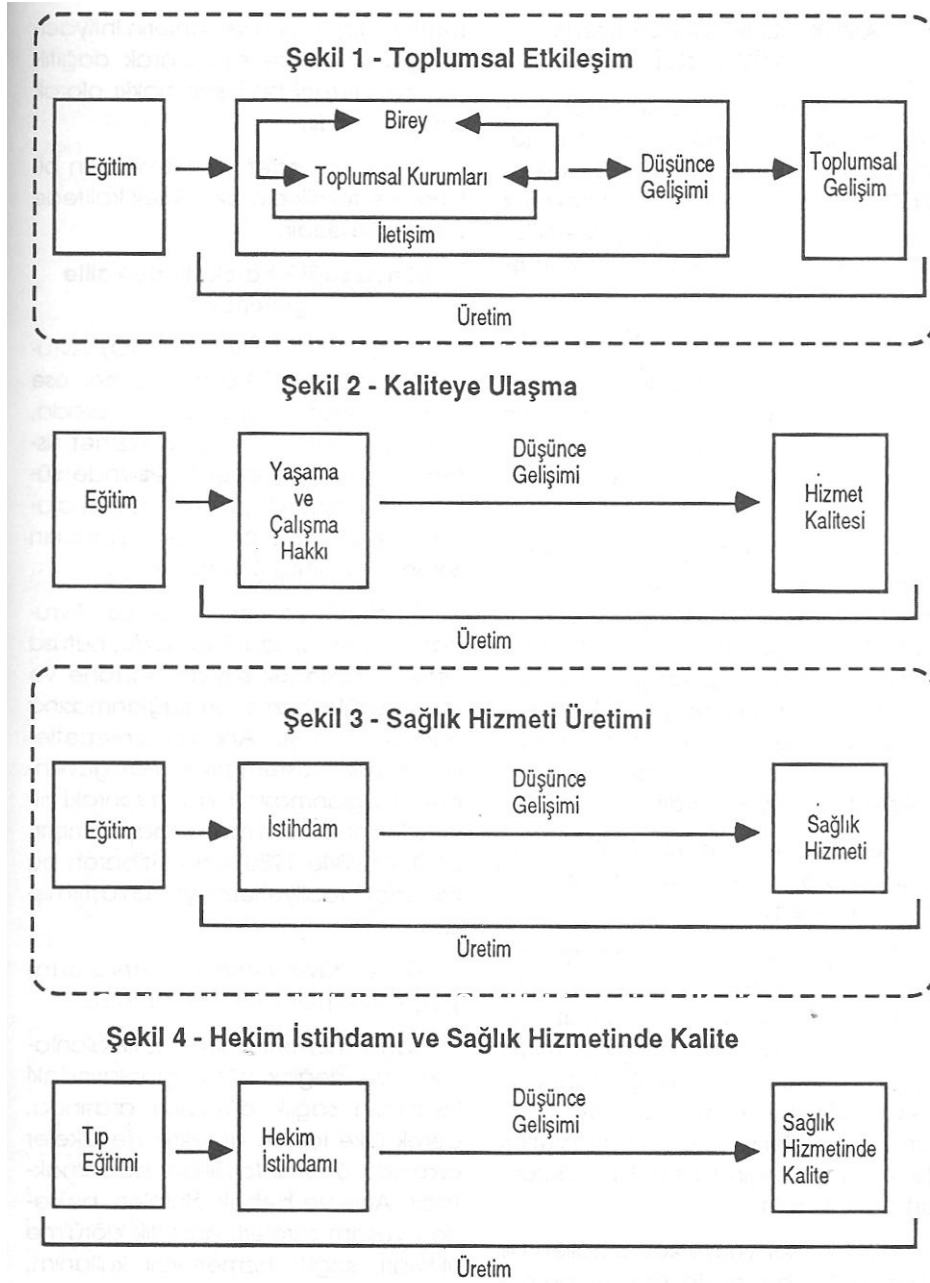 Şekil 1 - Toplumsal Etkileşim
Eğitim
Birey
Toplumsal Kurumları
İletişim
Düşünce
Gelişimi
Toplumsal
Gelişim
Üretim
Şekil 2 - Kaliteye Ulaşma
Eğitim
Yaşama
ve
Çalışma
Hakkı
Düşünce
Gelişimi
Hizmet
Kalitesi
Üretim
Şekil 3 - Sağlık Hizmeti Üretimi
Eğitim
İstihdam
Düşünce
Gelişimi
Sağlık
Hizmeti
Üretim
Şekil 4 - Hekim İstihdamı ve Sağlık Hizmetinde Kalite
Tıp
Eğitimi
Hekim
İstihdamı
Düşünce
Gelişimi
Sağlık
Hizmetinde
Kalite
Üretim